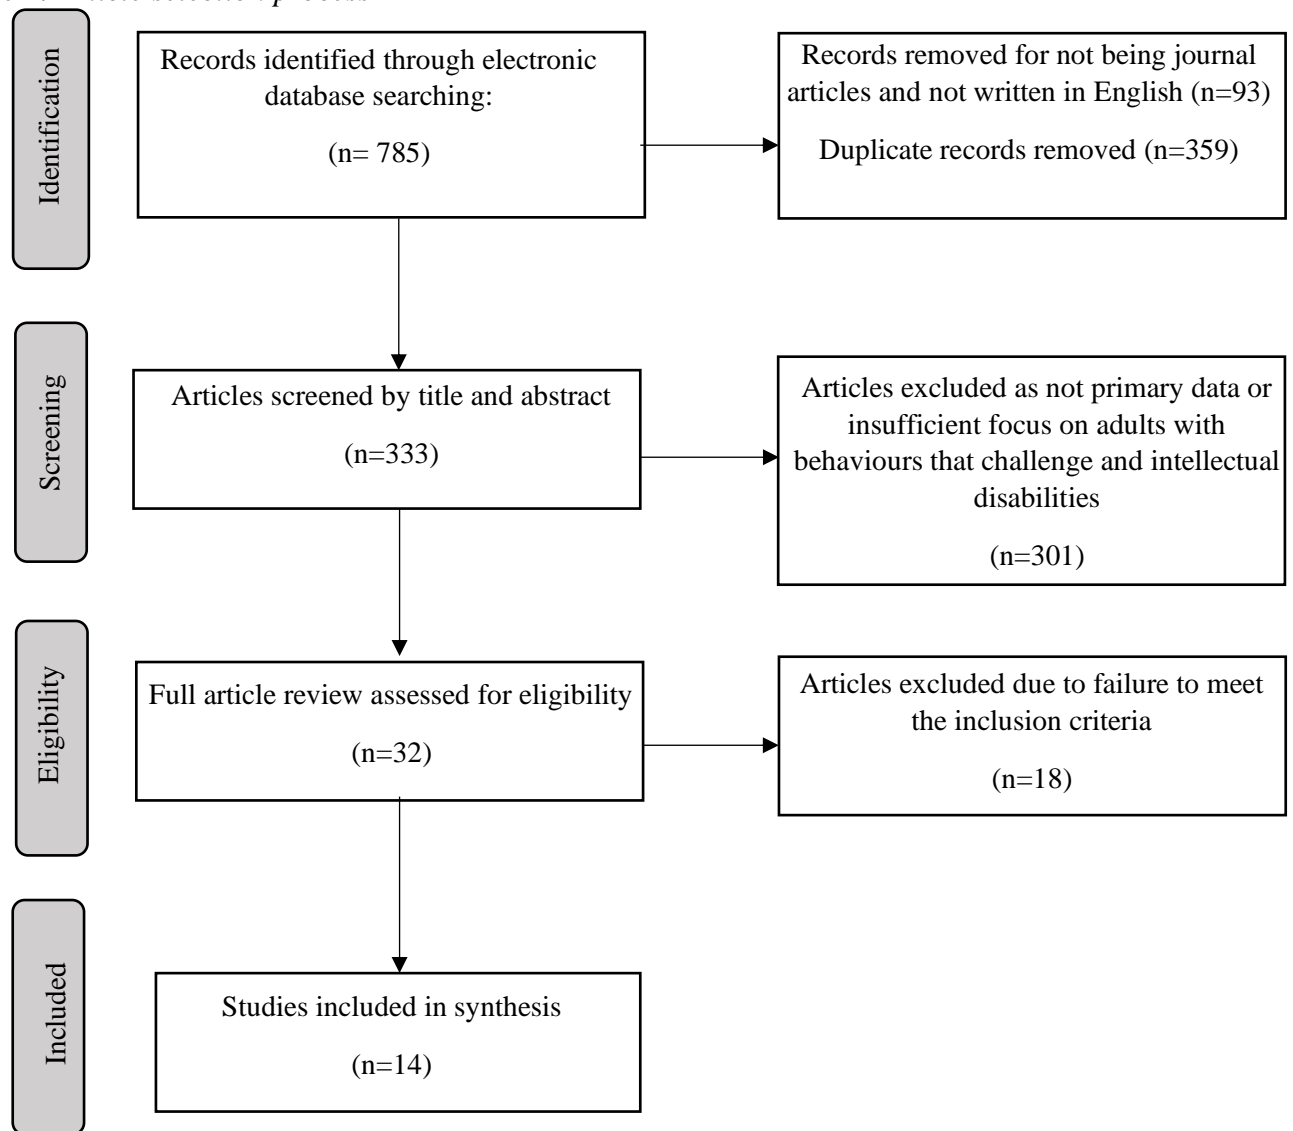 selection process
Identification
Records identified through electronic
database searching:
(n= 785)
Records removed for not being journal
articles and not written in English (n=93)
Duplicate records removed (n=359)
Screening
Articles screened by title and abstract
(n=333)
Articles excluded as not primary data or
insufficient focus on adults with
behaviours that challenge and intellectual
disabilities
(n=301)
Eligibility
Full article review assessed for eligibility
(n=32)
Articles excluded due to failure to meet
the inclusion criteria
(n=18)
Included
Studies included in synthesis
(n=14)